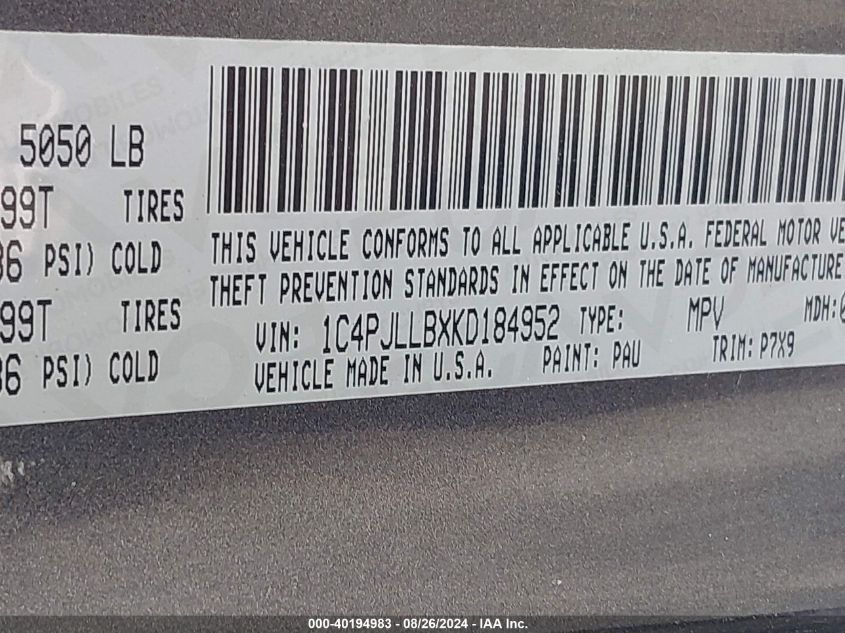 5050 LB
99T TIRES
36 PSI) COLD
99T TIRES
36 PSI) COLD
THIS VEHICLE CONFORMS TO ALL APPLICABLE U.S.A. FEDERAL MOTOR VE
THEFT PREVENTION STANDARDS IN EFFECT ON THE DATE OF MANUFACTURE
VIN: 1C4PJLLBXKD184952 TYPE: MPV MDH:0
VEHICLE MADE IN U.S.A. PAINT: PAU TRIM: P7X9
000-40194983 - 08/26/2024 - IAA Inc.